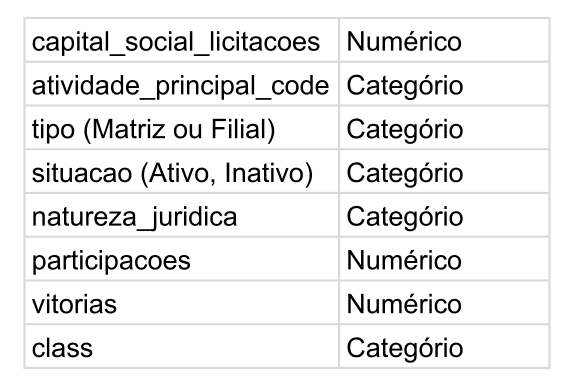 capital_social_licitacoes Numérico
atividade_principal_code Categório
tipo (Matriz ou Filial) Categório
situacao (Ativo, Inativo) Categório
natureza_juridica Categório
participacoes Numérico
vitorias Numérico
class Categório